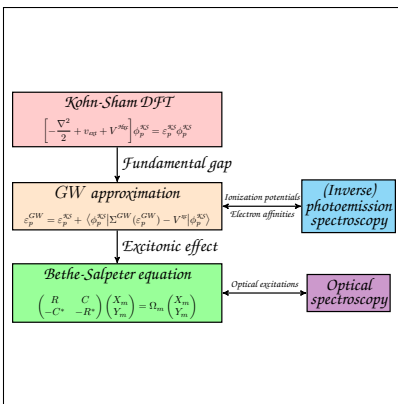 Kohn-Sham DFT
[-∇²/2 + v_ext + V^Hxc] φ_p^KS = ε_p^KS φ_p^KS
Fundamental gap
GW approximation
ε_p^GW = ε_p^KS + ⟨φ_p^KS|Σ^GW(ε_p^GW) − V^xc|φ_p^KS⟩
Ionization potentials
Electron affinities
(Inverse)
photoemission
spectroscopy
Excitonic effect
Bethe-Salpeter equation
( R C ) ( X_m ) = Ω_m ( X_m )
( −C* −R* ) ( Y_m ) ( Y_m )
Optical excitations
Optical
spectroscopy